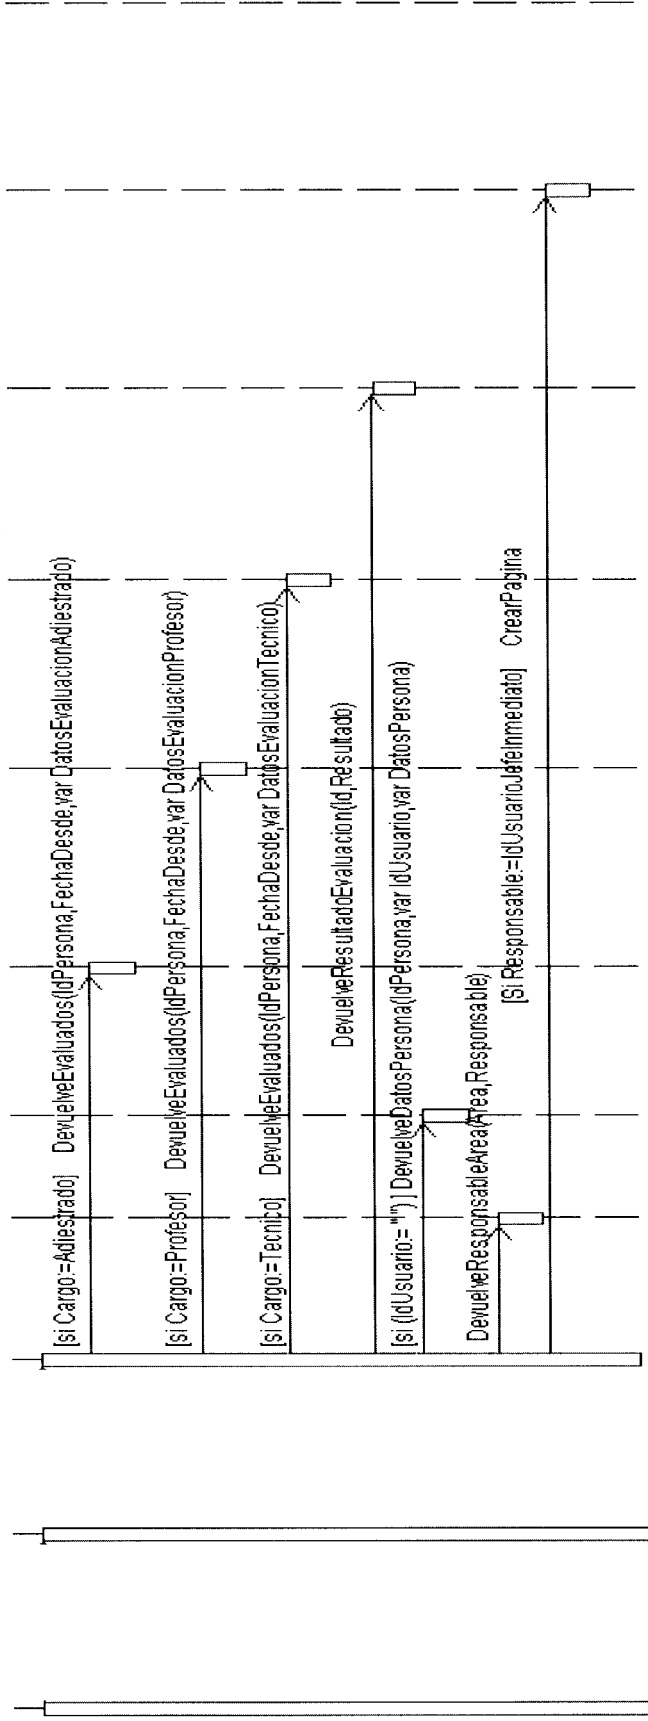 [si Cargo:=Adiestrado] DevuelveEvaluados(IdPersona,FechaDesde,var DatosEvaluacionAdiestrado)
[si Cargo:=Profesor] DevuelveEvaluados(IdPersona,FechaDesde,var DatosEvaluacionProfesor)
[si Cargo:=Tecnico] DevuelveEvaluados(IdPersona,FechaDesde,var DatosEvaluacionTecnico)
DevuelveResultadoEvaluacion(Id,Resultado)
[si (IdUsuario:= "") ] DevuelveDatosPersona(IdPersona,var IdUsuario,var DatosPersona)
DevuelveResponsableArea(Area,Responsable)
[Si Responsable:=IdUsuarioJefeInmediato] CrearPagina